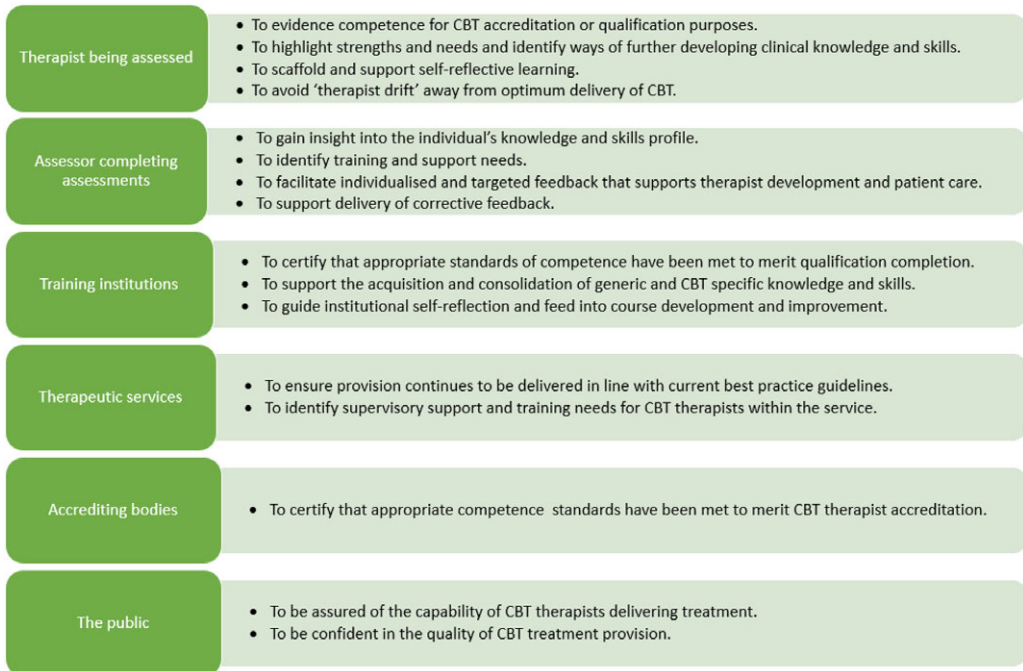 Therapist being assessed
• To evidence competence for CBT accreditation or qualification purposes.
• To highlight strengths and needs and identify ways of further developing clinical knowledge and skills.
• To scaffold and support self-reflective learning.
• To avoid ‘therapist drift’ away from optimum delivery of CBT.
Assessor completing
assessments
• To gain insight into the individual’s knowledge and skills profile.
• To identify training and support needs.
• To facilitate individualised and targeted feedback that supports therapist development and patient care.
• To support delivery of corrective feedback.
Training institutions
• To certify that appropriate standards of competence have been met to merit qualification completion.
• To support the acquisition and consolidation of generic and CBT specific knowledge and skills.
• To guide institutional self-reflection and feed into course development and improvement.
Therapeutic services
• To ensure provision continues to be delivered in line with current best practice guidelines.
• To identify supervisory support and training needs for CBT therapists within the service.
Accrediting bodies
• To certify that appropriate competence standards have been met to merit CBT therapist accreditation.
The public
• To be assured of the capability of CBT therapists delivering treatment.
• To be confident in the quality of CBT treatment provision.